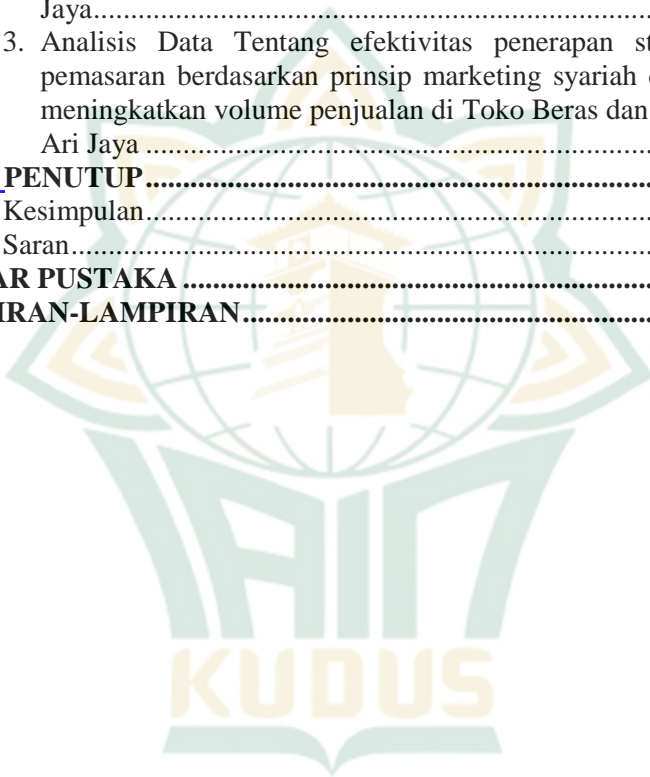 Jaya..........................................................................
3. Analisis Data Tentang efektivitas penerapan st
pemasaran berdasarkan prinsip marketing syariah
meningkatkan volume penjualan di Toko Beras dan
Ari Jaya ...................................................................
PENUTUP...................................................................
Kesimpulan...................................................................
Saran..........................................................................
AR PUSTAKA ..............................................................
IRAN-LAMPIRAN.......................................................
IAIN
KUDUS